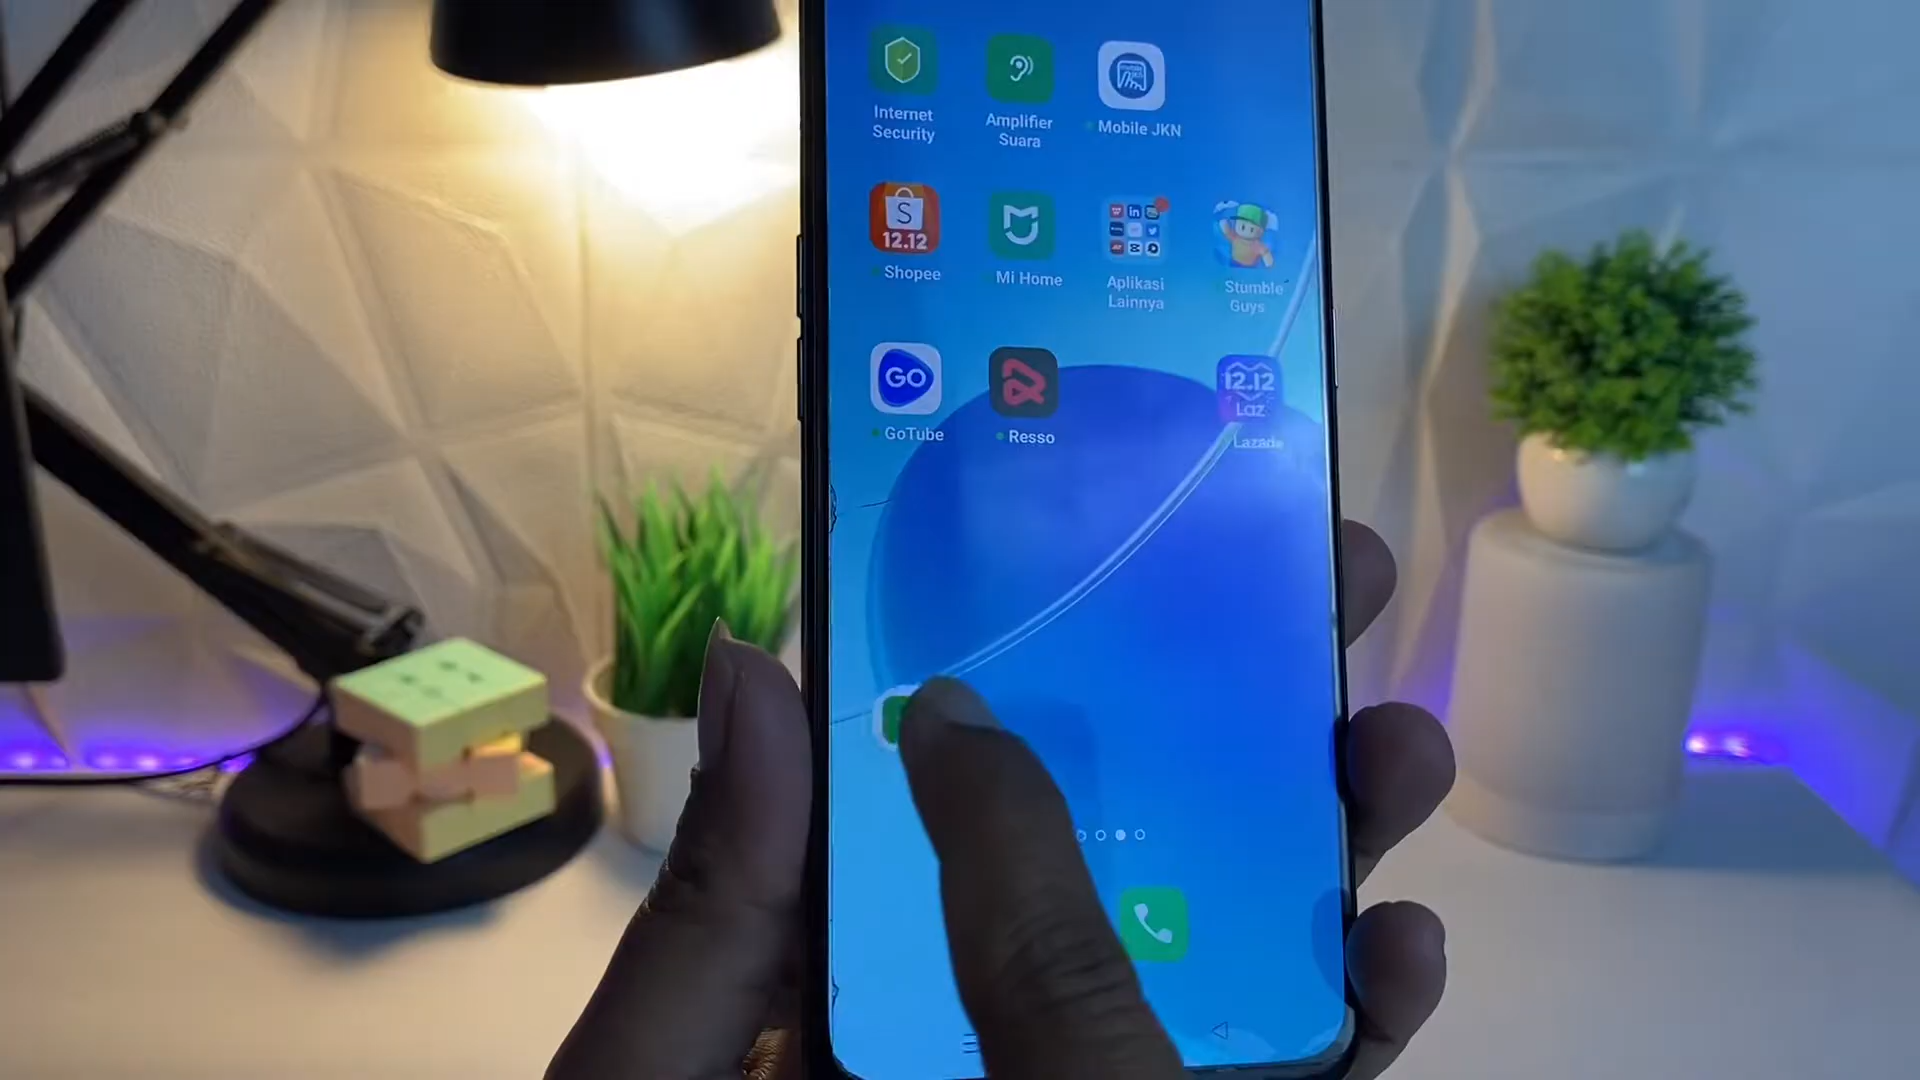 Internet
Security
Amplifier
Suara
Mobile JKN
S
12.12
Shopee
Mi Home
in
Aplikasi
Lainnya
Stumble
Guys
GO
GoTube
Resso
12.12
Laz
Lazada